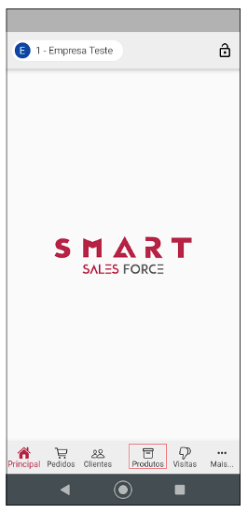 E 1 - Empresa Teste
SMART
SALES FORCE
Principal Pedidos Clientes Produtos Visitas Mais...